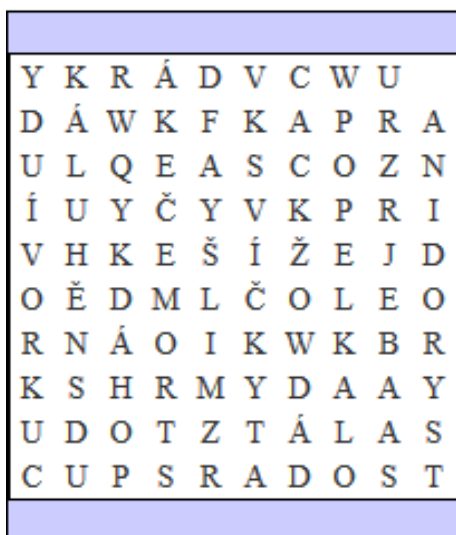 Y K R Á D V C W U
D Á W K F K A P R A
U L Q E A S C O Z N
Í U Y Č Y V K P R I
V H K E Š Í Ž E J D
O Ě D M L Č O L E O
R N Á O I K W K B R
K S H R M Y D A A Y
U D O T Z T Á L A S
C U P S R A D O S T